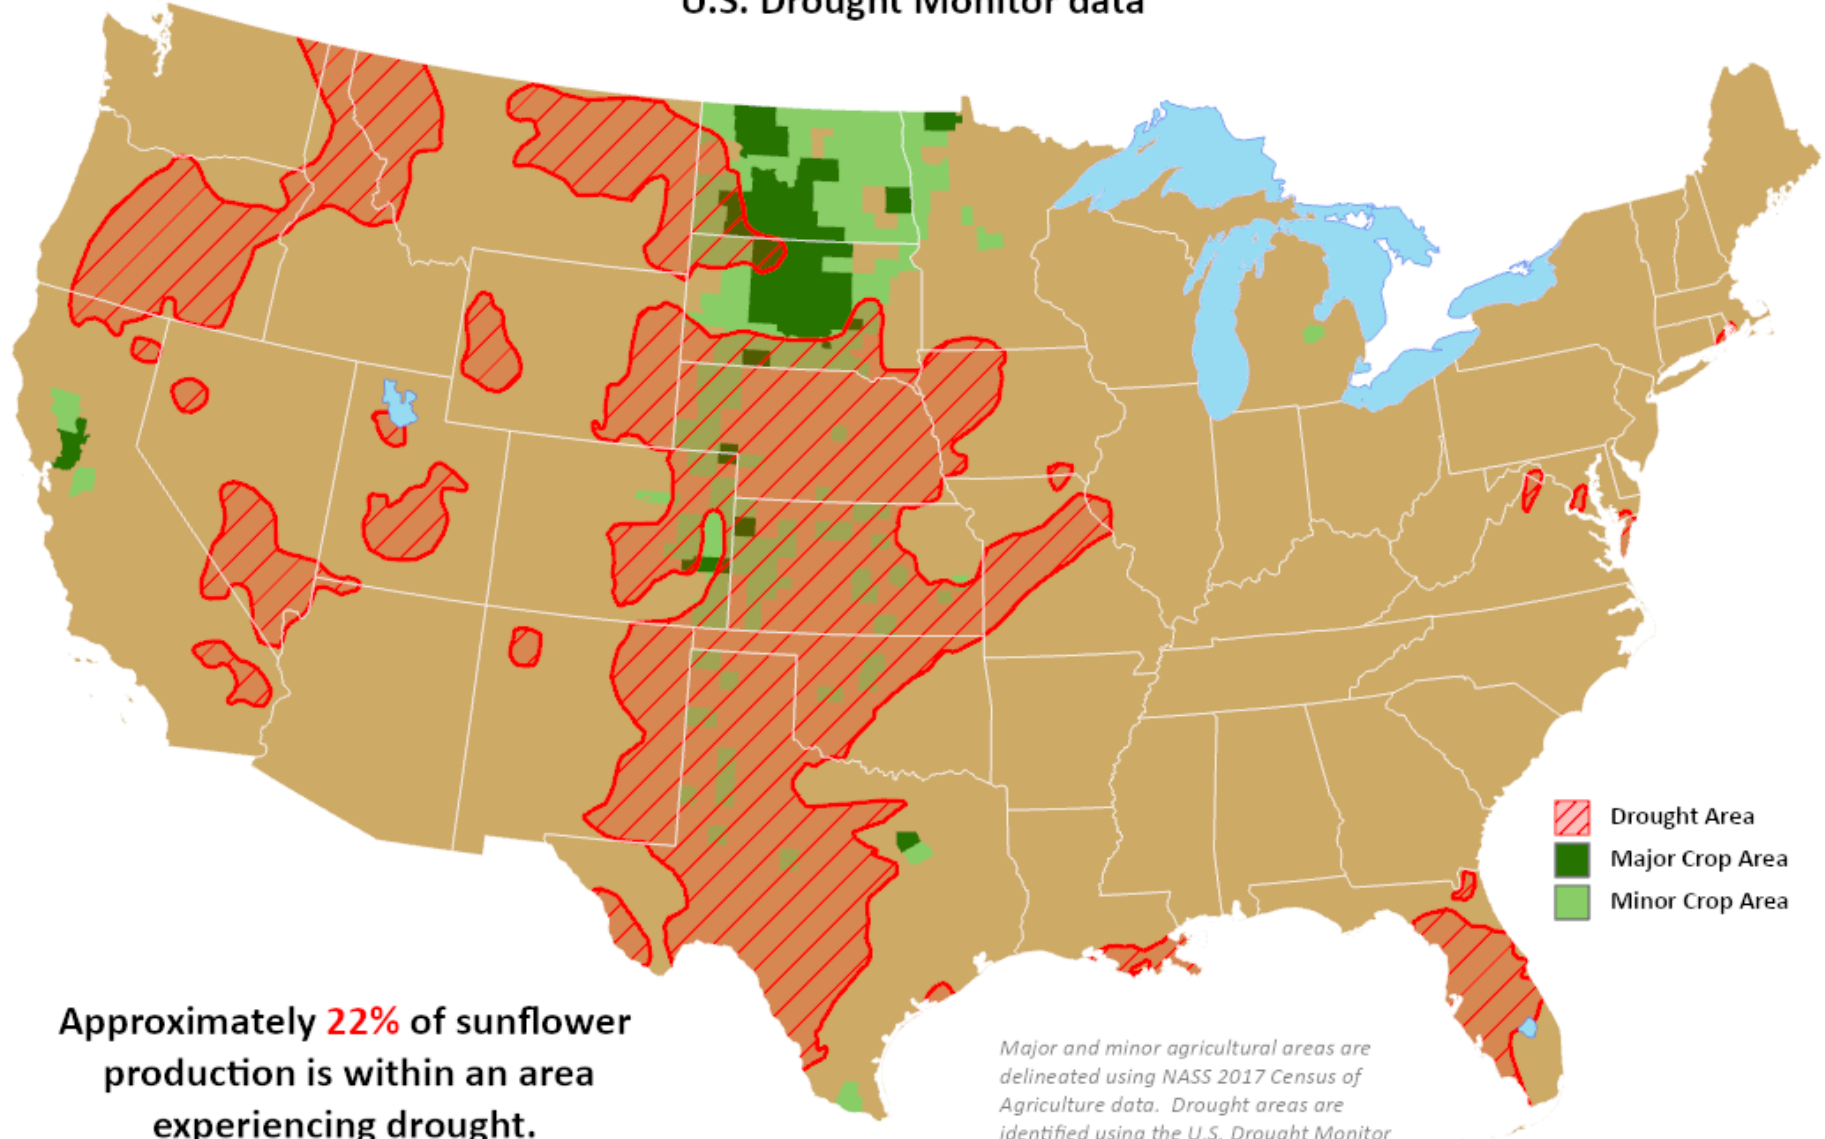 U.S. Drought Monitor data
Drought Area
Major Crop Area
Minor Crop Area
Approximately 22% of sunflower
production is within an area
experiencing drought.
Major and minor agricultural areas are
delineated using NASS 2017 Census of
Agriculture data. Drought areas are
identified using the U.S. Drought Monitor